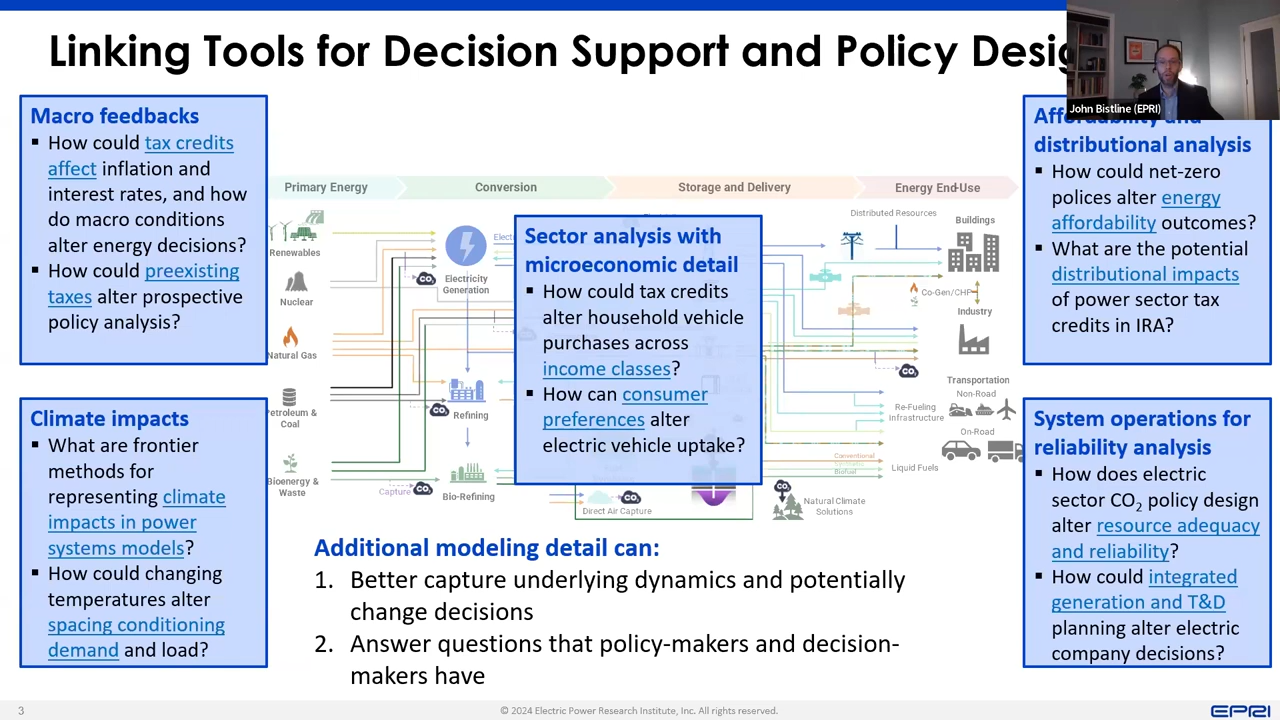 Linking Tools for Decision Support and Policy
John Bistline (EPRI)
Macro feedbacks
▪ How could tax credits
affect inflation and
interest rates, and how
do macro conditions
alter energy decisions?
▪ How could preexisting
taxes alter prospective
policy analysis?
Climate impacts
▪ What are frontier
methods for
representing climate
impacts in power
systems models?
▪ How could changing
temperatures alter
spacing conditioning
demand and load?
Primary Energy
Conversion
Storage and Delivery
Energy End-Use
Renewables
Nuclear
Natural Gas
Petroleum &
Coal
Bioenergy &
Waste
CO₂
Electricity
Generation
CO₂
Refining
Capture
CO₂
Bio-Refining
Sector analysis with
microeconomic detail
▪ How could tax credits
alter household vehicle
purchases across
income classes?
▪ How can consumer
preferences alter
electric vehicle uptake?
CO₂
Direct Air Capture
Distributed Resources
Buildings
Co-Gen/CHP
Industry
CO₂
Transportation
Non-Road
Re-Fueling
Infrastructure
On-Road
Conventional
Synthetic
Biofuel
Liquid Fuels
CO₂
Natural Climate
Solutions
Additional modeling detail can:
1. Better capture underlying dynamics and potentially
change decisions
2. Answer questions that policy-makers and decision-
makers have
Affordability and
distributional analysis
▪ How could net-zero
polices alter energy
affordability outcomes?
▪ What are the potential
distributional impacts
of power sector tax
credits in IRA?
System operations for
reliability analysis
▪ How does electric
sector CO₂ policy design
alter resource adequacy
and reliability?
▪ How could integrated
generation and T&D
planning alter electric
company decisions?
3
© 2024 Electric Power Research Institute, Inc. All rights reserved.
EPRI